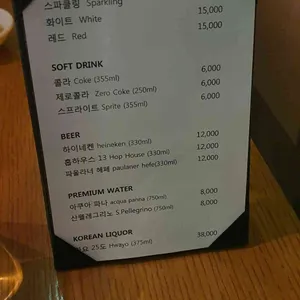 스파클링 Sparkling 15,000
화이트 White 15,000
레드 Red
SOFT DRINK
콜라 Coke (355ml) 6,000
제로콜라 Zero Coke (250ml) 6,000
스프라이트 Sprite (355ml) 6,000
BEER
하이네켄 heineken (330ml) 12,000
홉하우스 13 Hop House (330ml) 12,000
파울라너 헤페 paulaner hefe(330ml) 12,000
PREMIUM WATER
아쿠아 파나 acqua panna (750ml) 8,000
산펠레그리노 S.Pellegrino (750ml) 8,000
KOREAN LIQUOR
25도 Hwayo (375ml) 38,000